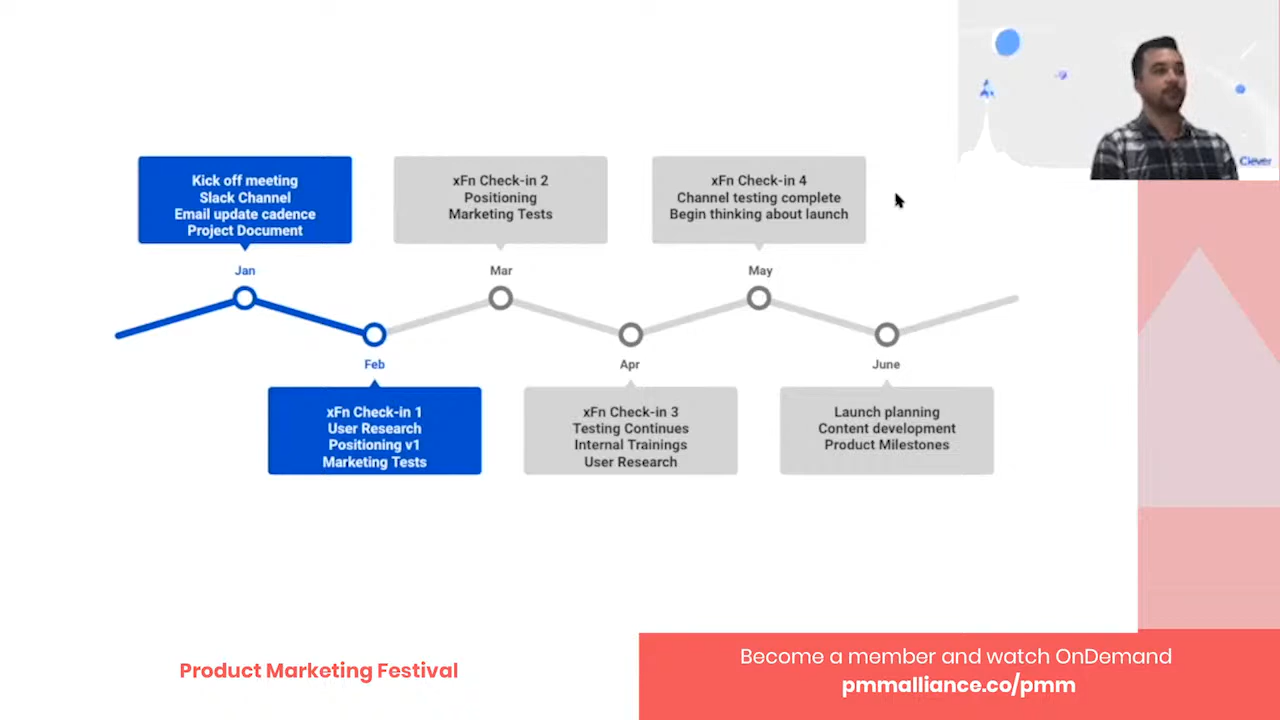 Kick off meeting
Slack Channel
Email update cadence
Project Document
xFn Check-in 2
Positioning
Marketing Tests
xFn Check-in 4
Channel testing complete
Begin thinking about launch
Clever
Jan
Mar
May
Feb
Apr
June
xFn Check-in 1
User Research
Positioning v1
Marketing Tests
xFn Check-in 3
Testing Continues
Internal Trainings
User Research
Launch planning
Content development
Product Milestones
Product Marketing Festival
Become a member and watch OnDemand
pmmalliance.co/pmm